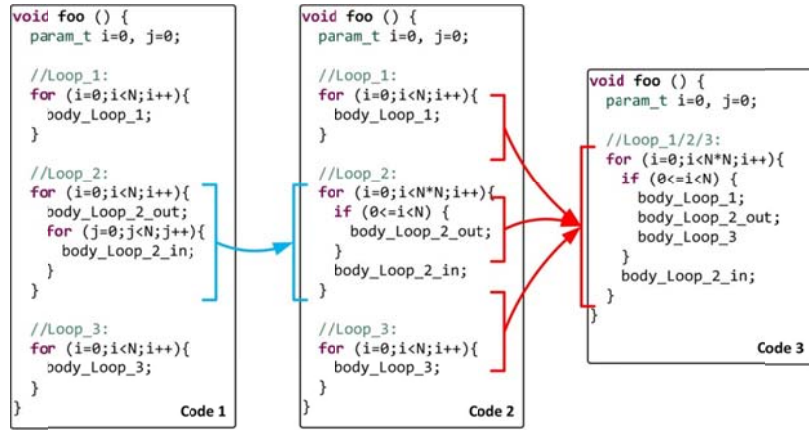 void foo () {
param_t i=0, j=0;
//Loop_1:
for (i=0;i<N;i++){
body_Loop_1;
}
//Loop_2:
for (i=0;i<N;i++){
body_Loop_2_out;
for (j=0;j<N;j++){
body_Loop_2_in;
}
}
//Loop_3:
for (i=0;i<N;i++){
body_Loop_3;
}
}
Code 1
void foo () {
param_t i=0, j=0;
//Loop_1:
for (i=0;i<N;i++){
body_Loop_1;
}
//Loop_2:
for (i=0;i<N*N;i++){
if (0<=i<N) {
body_Loop_2_out;
}
body_Loop_2_in;
}
//Loop_3:
for (i=0;i<N;i++){
body_Loop_3;
}
}
Code 2
void foo () {
param_t i=0, j=0;
//Loop_1/2/3:
for (i=0;i<N*N;i++){
if (0<=i<N) {
body_Loop_1;
body_Loop_2_out;
body_Loop_3
}
body_Loop_2_in;
}
}
Code 3